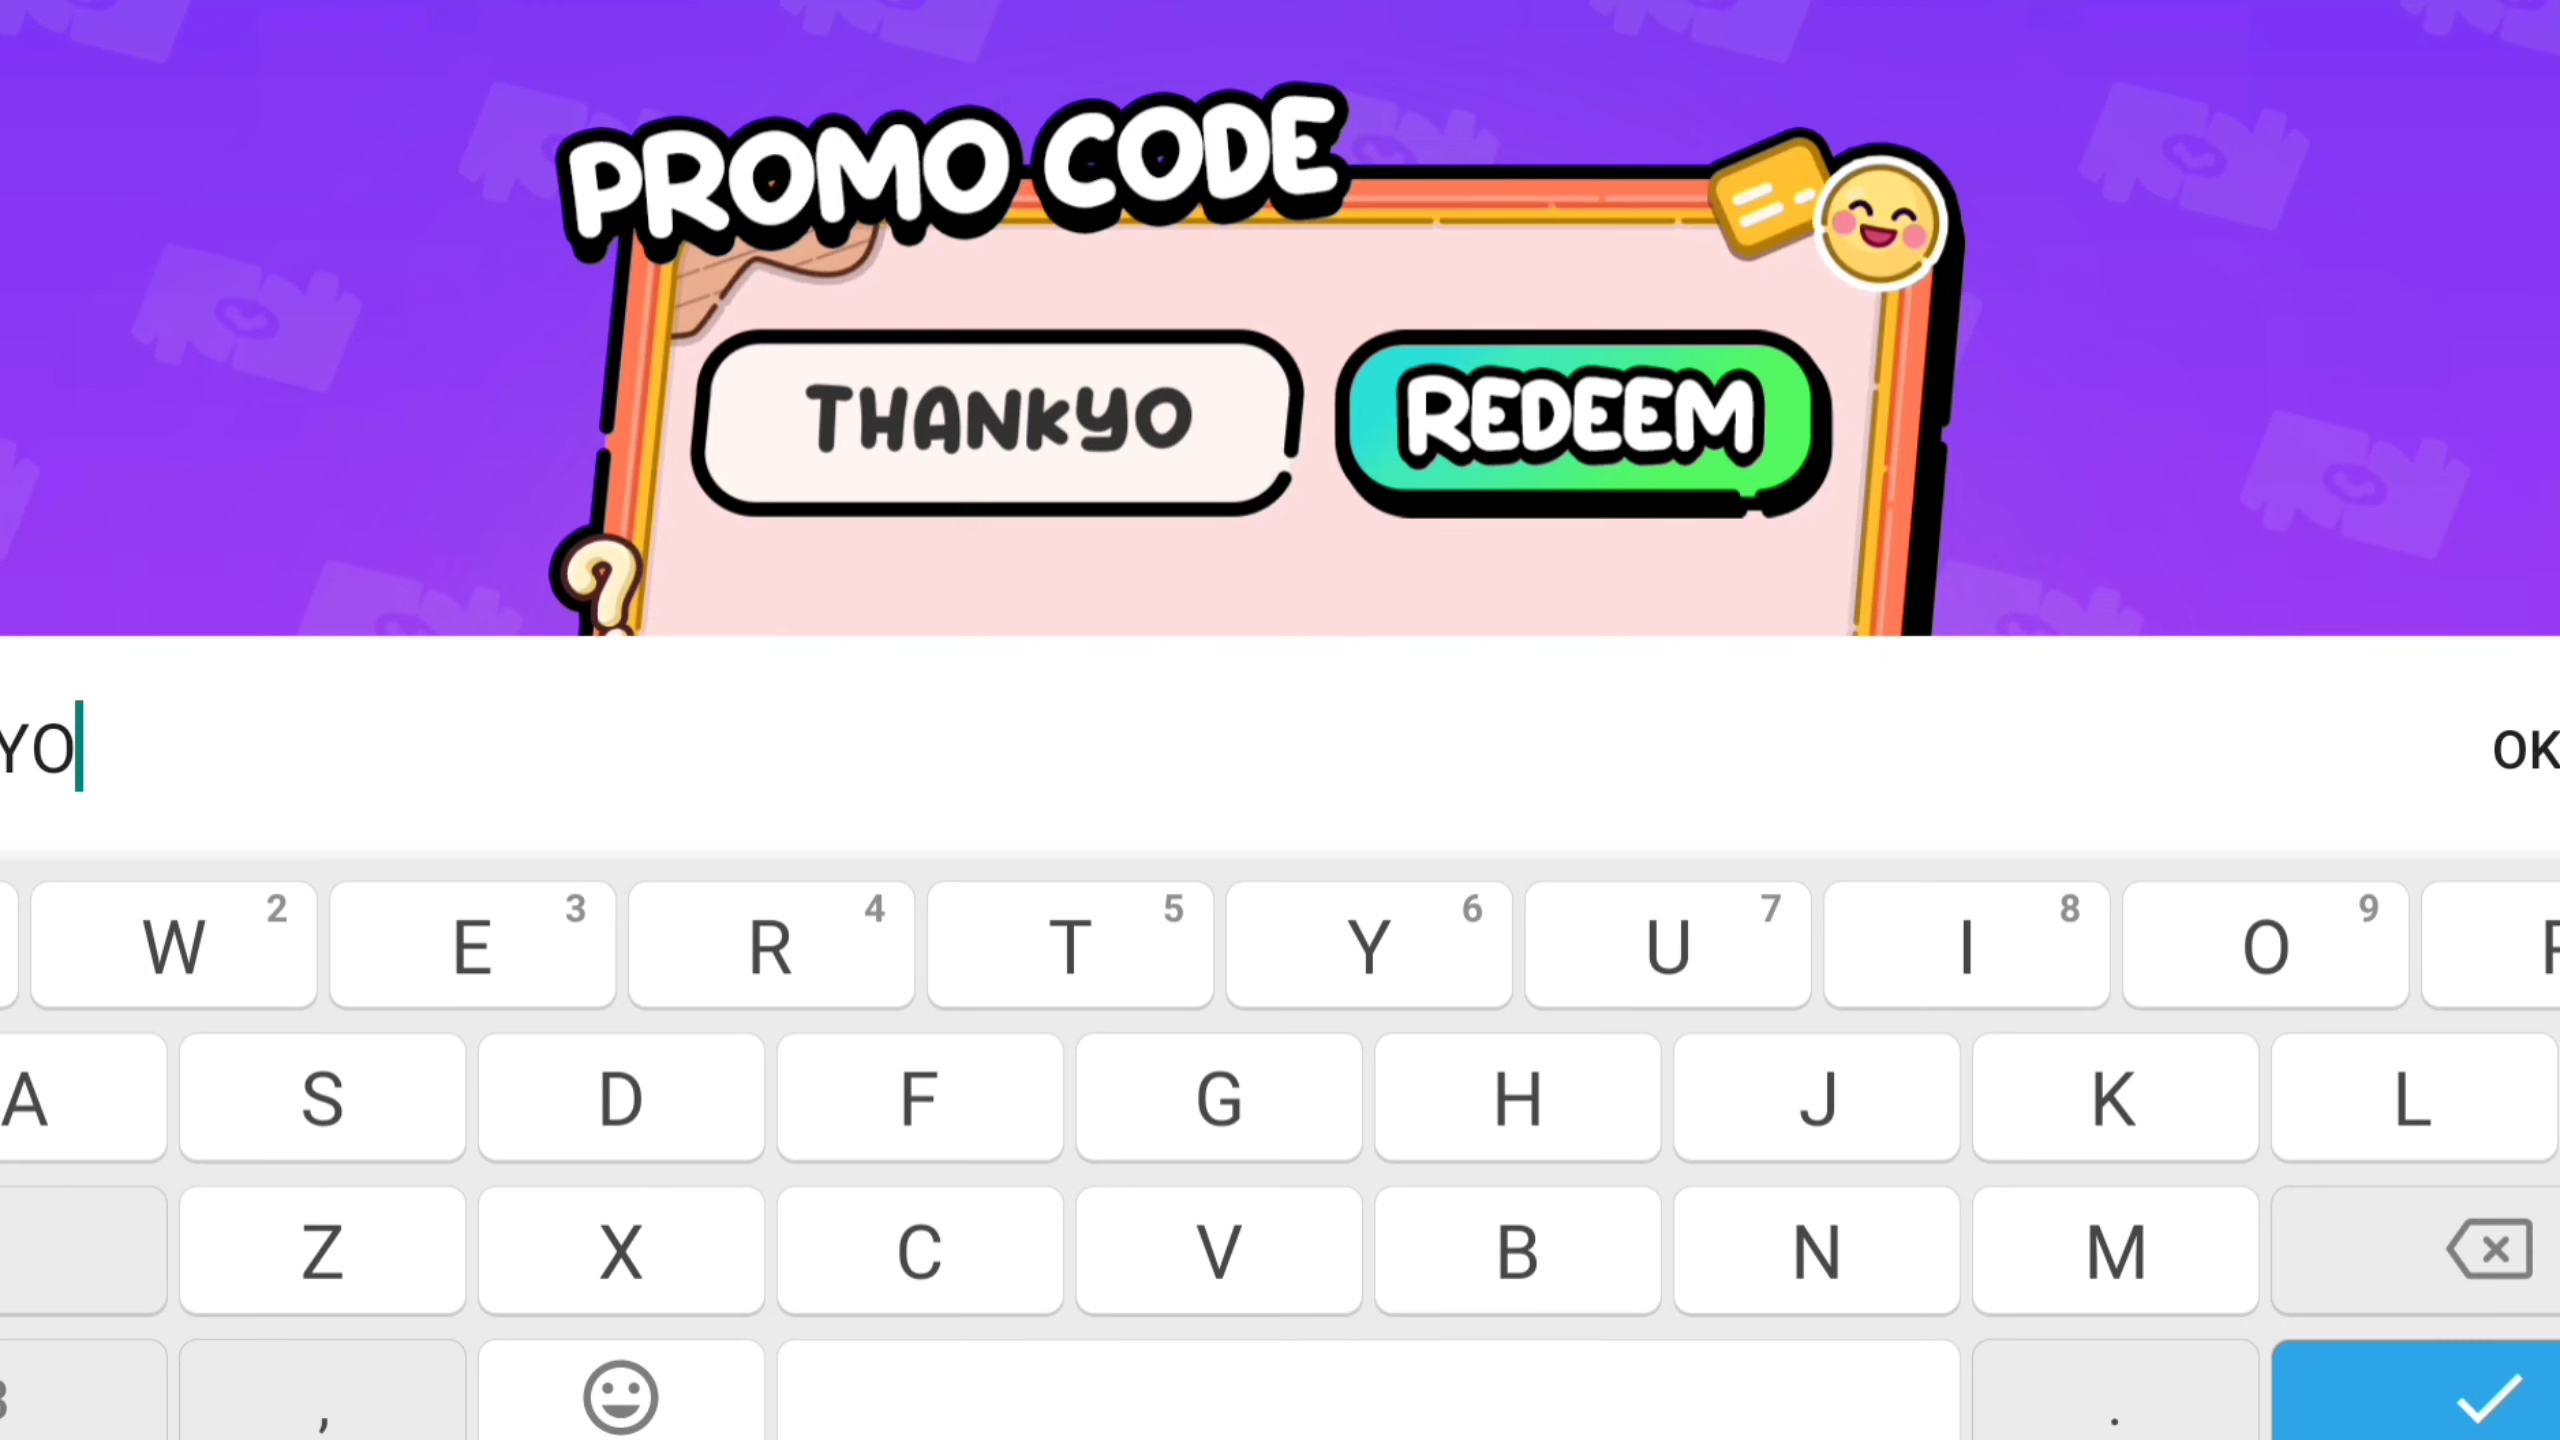 PROMO CODE
THANKYO
REDEEM
YO
OK
W 2 E 3 R 4 T 5 Y 6 U 7 I 8 O 9 P
A S D F G H J K L
Z X C V B N M
, .